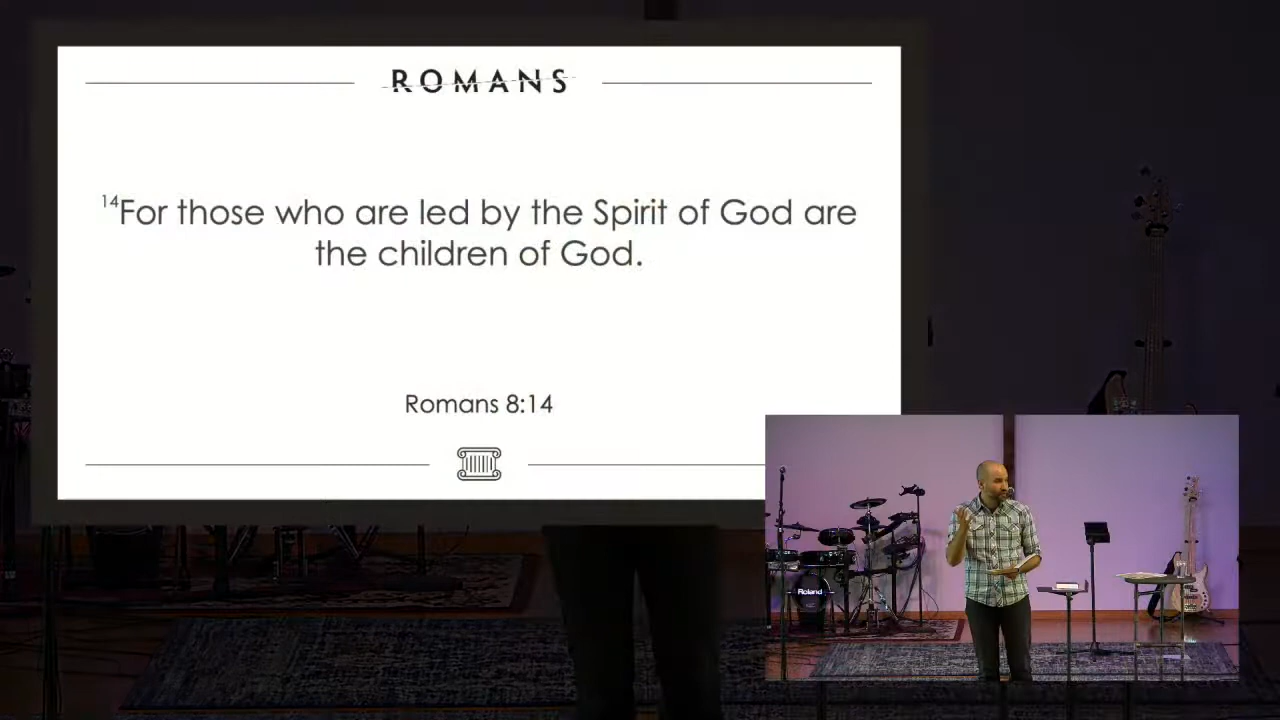 ROMANS
¹⁴For those who are led by the Spirit of God are
the children of God.
Romans 8:14
Roland